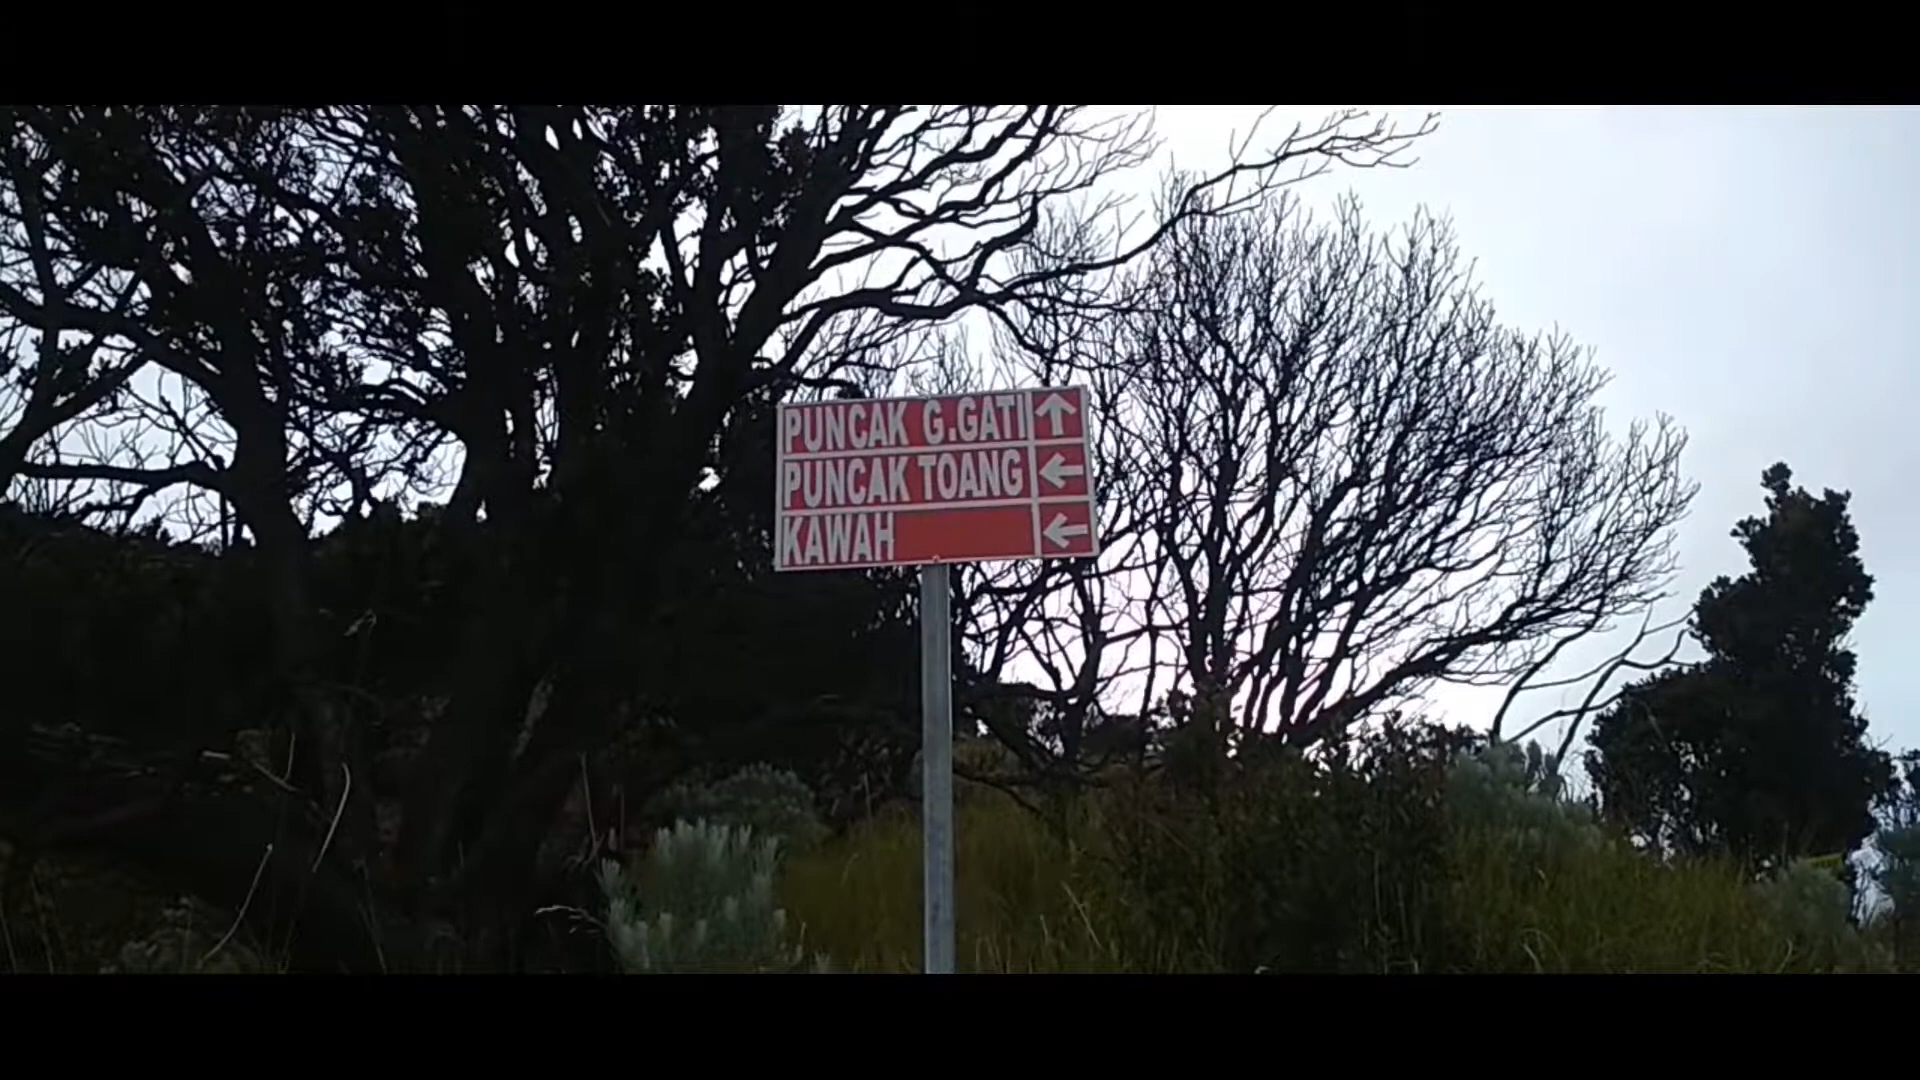 PUNCAK G.GATI ↑
PUNCAK TOANG ←
KAWAH ←